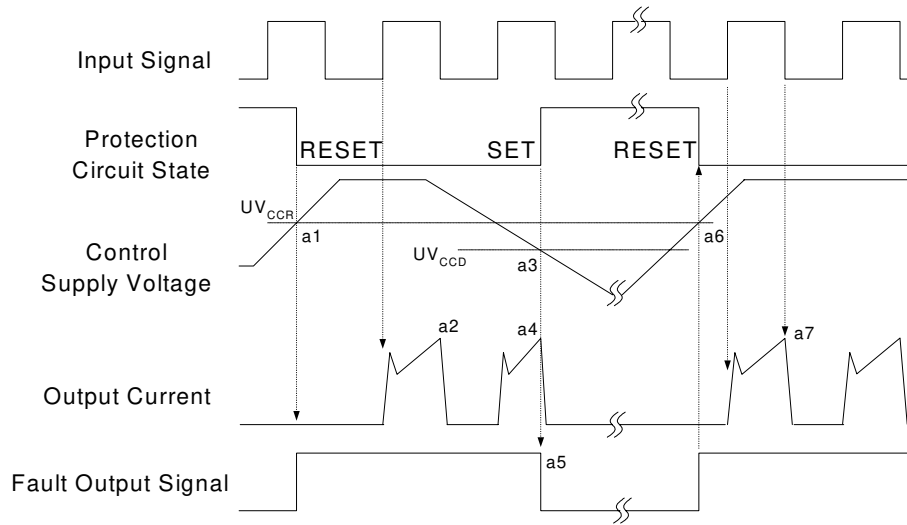 Input Signal
Protection
Circuit State
RESET
SET
RESET
UVCCR
a1
a6
Control
Supply Voltage
UVCCD
a3
a2
a4
a7
Output Current
a5
Fault Output Signal